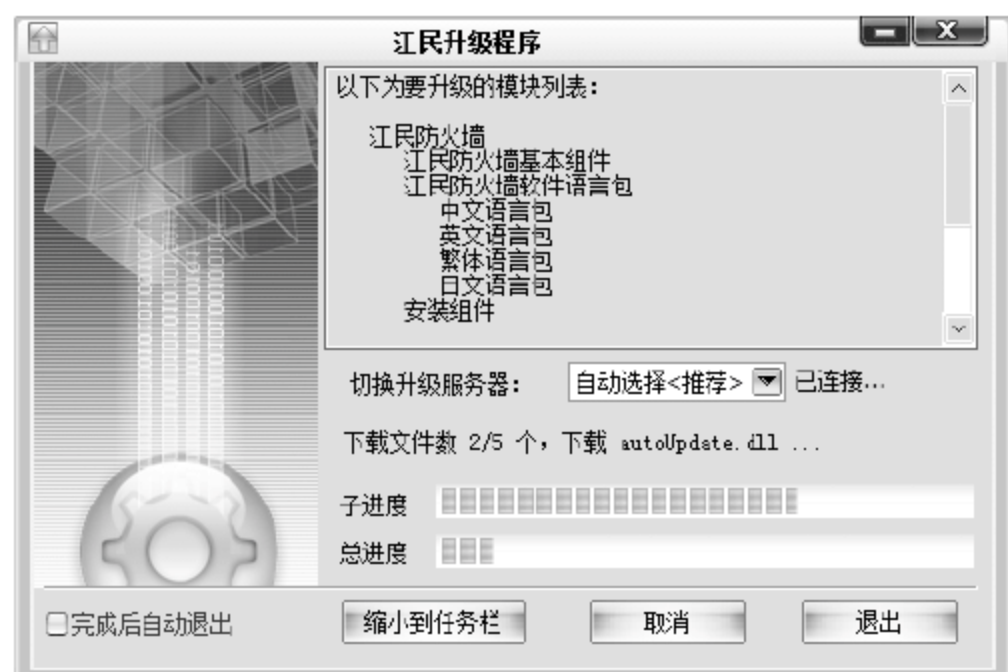 江民升级程序
以下为要升级的模块列表：
江民防火墙
江民防火墙基本组件
江民防火墙软件语言包
中文语言包
英文语言包
繁体语言包
日文语言包
安装组件
切换升级服务器： 自动选择<推荐> 已连接...
下载文件数 2/5 个，下载 autoUpdate.dll ...
子进度
总进度
完成后自动退出 缩小到任务栏 取消 退出